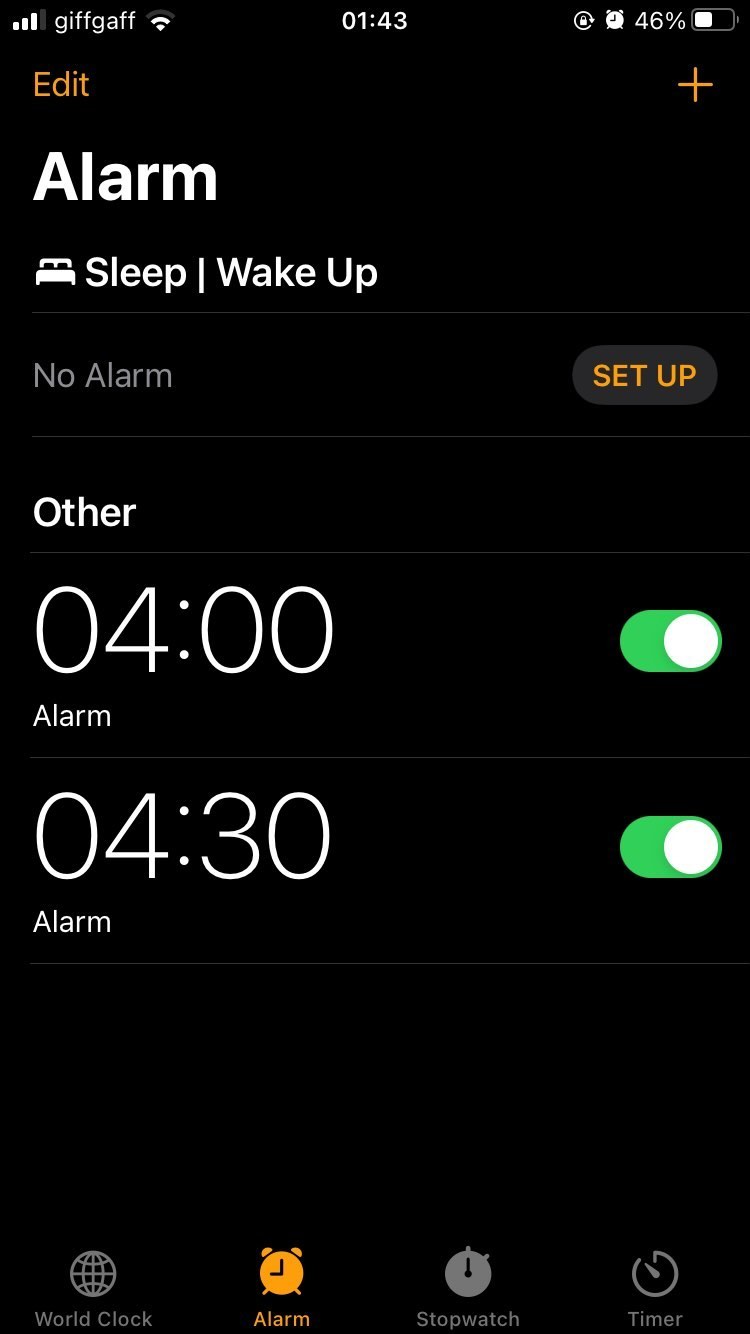 giffgaff 01:43 46%
Edit +
Alarm
Sleep | Wake Up
No Alarm SET UP
Other
04:00
Alarm
04:30
Alarm
World Clock Alarm Stopwatch Timer